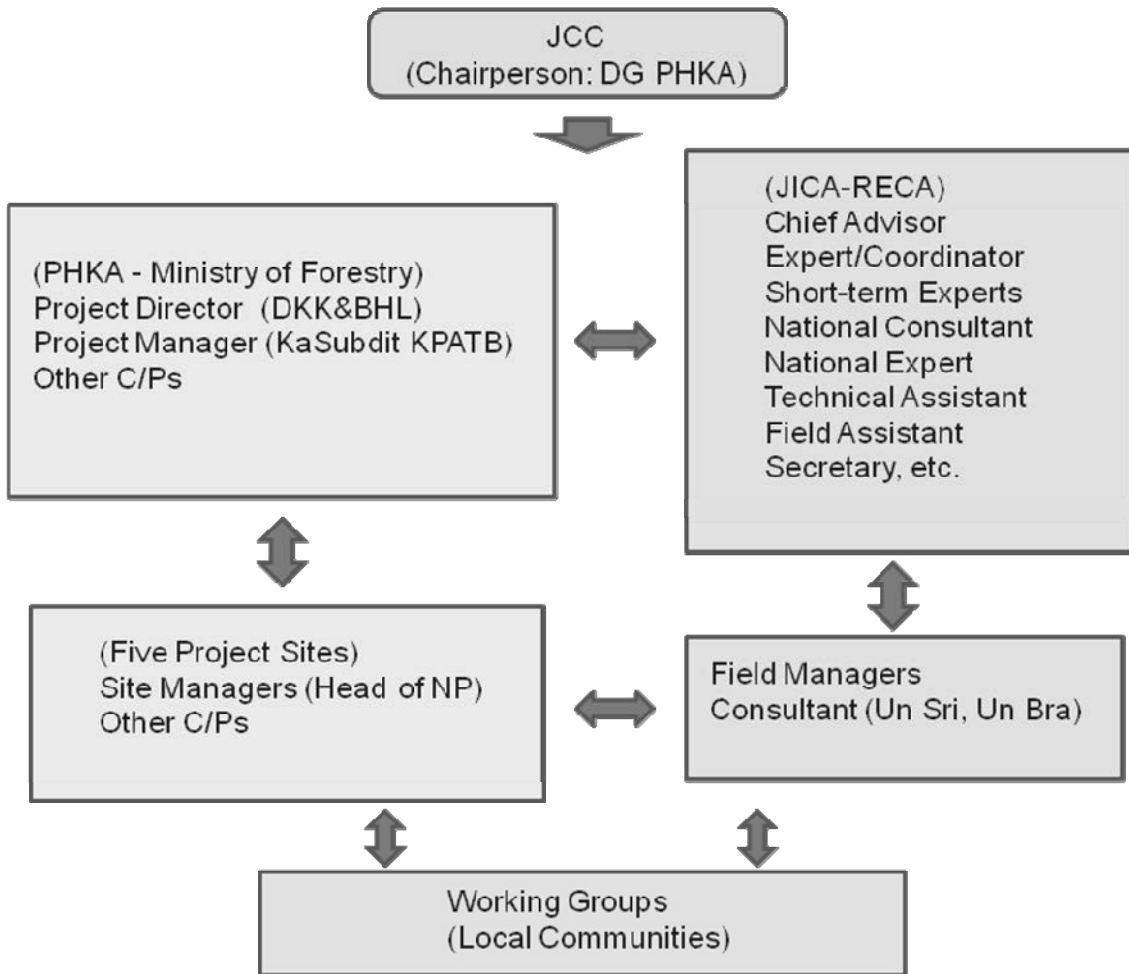 JCC
(Chairperson: DG PHKA)
(PHKA - Ministry of Forestry)
Project Director (DKK&BHL)
Project Manager (KaSubdit KPATB)
Other C/Ps
(JICA-RECA)
Chief Advisor
Expert/Coordinator
Short-term Experts
National Consultant
National Expert
Technical Assistant
Field Assistant
Secretary, etc.
(Five Project Sites)
Site Managers (Head of NP)
Other C/Ps
Field Managers
Consultant (Un Sri, Un Bra)
Working Groups
(Local Communities)